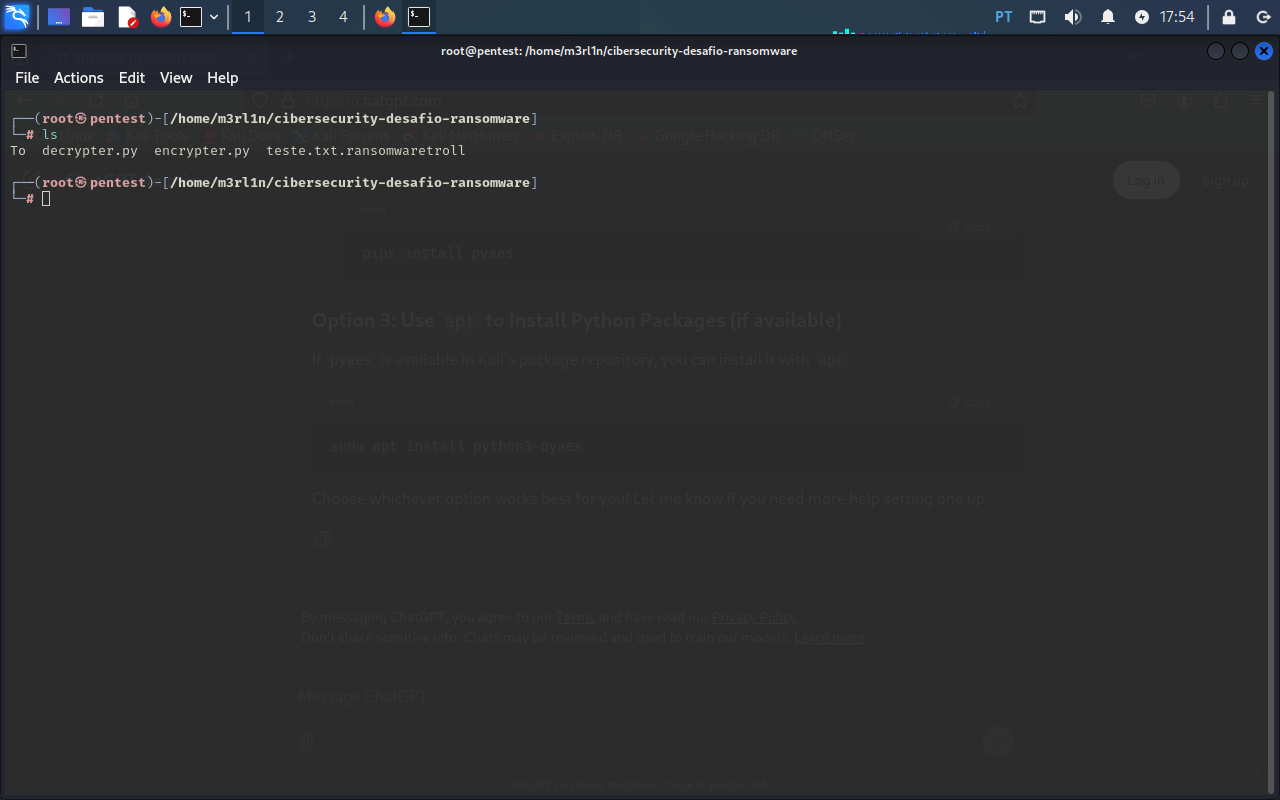 1 2 3 4 PT 17:54
root@pentest: /home/m3rl1n/cibersecurity-desafio-ransomware
File Actions Edit View Help
https://chatgpt.com
┌──(root㉿pentest)-[/home/m3rl1n/cibersecurity-desafio-ransomware]
└─# ls
Kali Tools Kali Docs Kali Forums Kali NetHunter Exploit-DB Google Hacking DB OffSec
To decrypter.py encrypter.py teste.txt.ransomwaretroll
┌──(root㉿pentest)-[/home/m3rl1n/cibersecurity-desafio-ransomware]
└─#
Log in Sign up
Copy
pipx install pyaes
Option 3: Use apt to Install Python Packages (if available)
If pyaes is available in Kali's package repository, you can install it with apt:
Copy
sudo apt install python3-pyaes
Choose whichever option works best for you! Let me know if you need more help setting one up.
By messaging ChatGPT, you agree to our Terms and have read our Privacy Policy.
Don't share sensitive info. Chats may be reviewed and used to train our models. Learn more
Message ChatGPT
ChatGPT can make mistakes. Check important info.